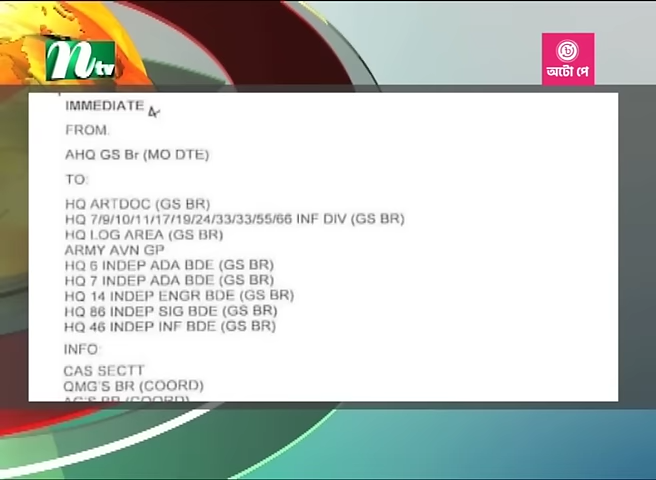 ntv
অটো পে
IMMEDIATE
FROM.
AHQ GS Br (MO DTE)
TO:
HQ ARTDOC (GS BR)
HQ 7/9/10/11/17/19/24/33/33/55/66 INF DIV (GS BR)
HQ LOG AREA (GS BR)
ARMY AVN GP
HQ 6 INDEP ADA BDE (GS BR)
HQ 7 INDEP ADA BDE (GS BR)
HQ 14 INDEP ENGR BDE (GS BR)
HQ 86 INDEP SIG BDE (GS BR)
HQ 46 INDEP INF BDE (GS BR)
INFO:
CAS SECTT
QMG'S BR (COORD)
AG'S BR (COORD)